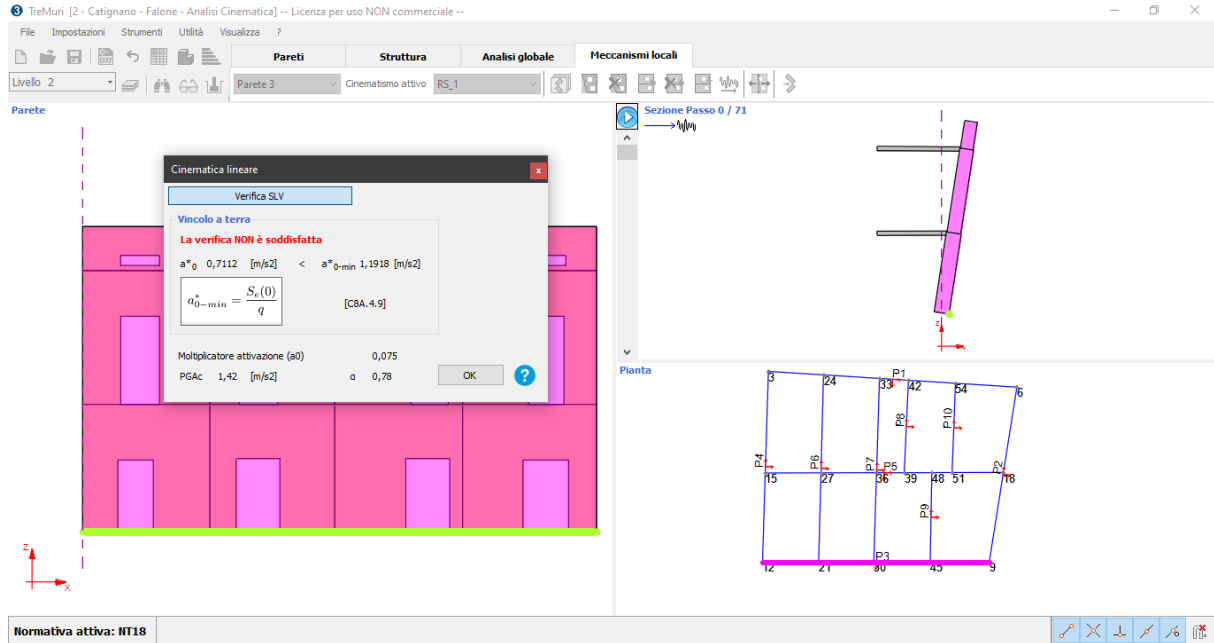 TreMuri [2 - Catignano - Falone - Analisi Cinematica] -- Licenza per uso NON commerciale --
File Impostazioni Strumenti Utilità Visualizza ?
DXF Pareti Struttura Analisi globale Meccanismi locali
Livello 2 Parete 3 Cinematismo attivo RS_1
Parete
Sezione Passo 0 / 71
Cinematica lineare x
Verifica SLV
Vincolo a terra
La verifica NON è soddisfatta
a*0 0,7112 [m/s2] < a*0-min 1,1918 [m/s2]
a*0−min = Se(0)/q [C8A.4.9]
Moltiplicatore attivazione (a0) 0,075
PGAc 1,42 [m/s2] α 0,78 OK ?
z
x
z
Pianta
3 24 33 P1 42 54 6
P8 P10
P4 P6 P7 P5 P2
15 27 36 39 48 51 18
P9
P3
12 21 30 45 9
Normativa attiva: NT18